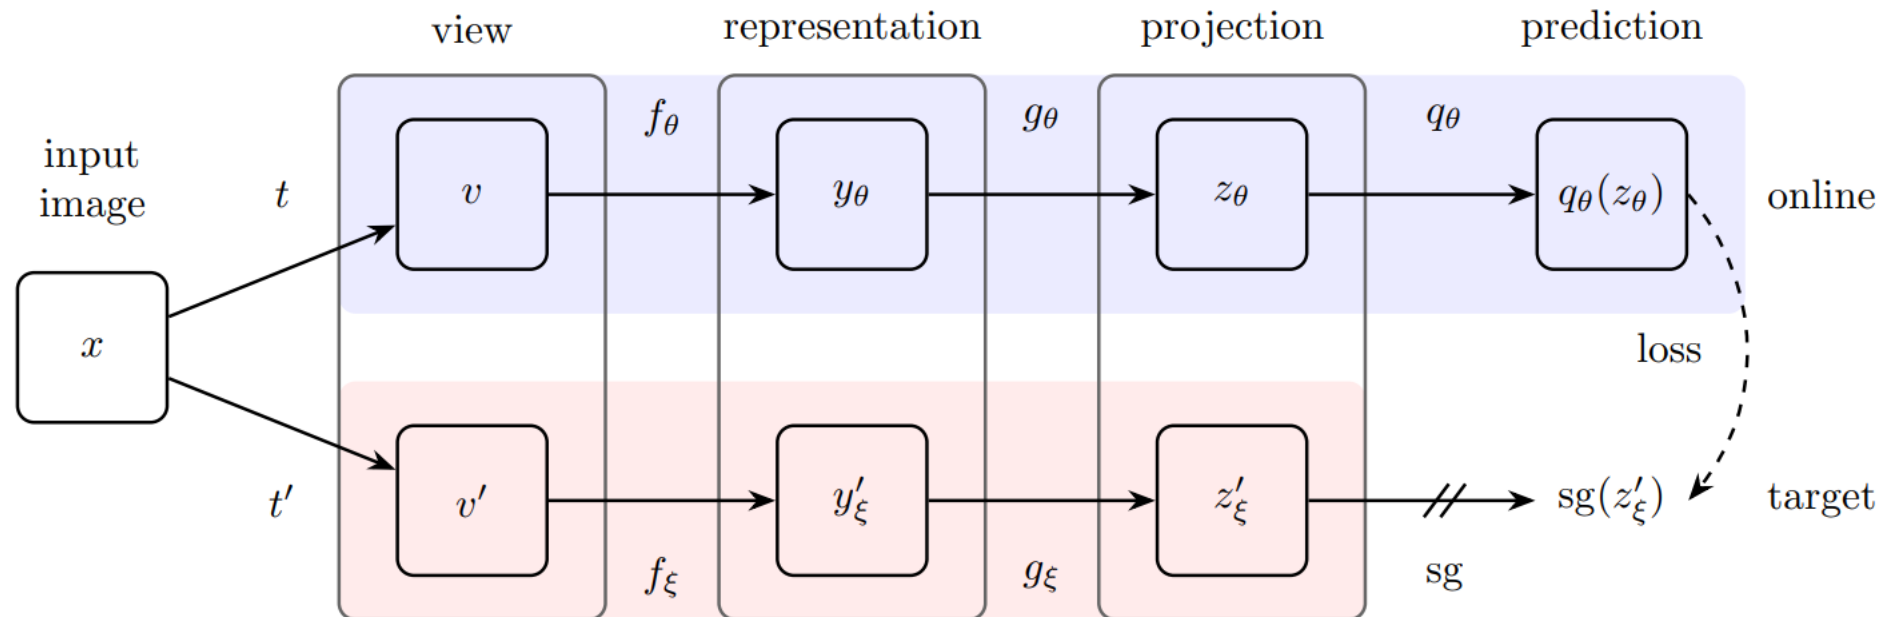 view representation projection prediction
input
image
t
f_θ g_θ q_θ
v y_θ z_θ q_θ(z_θ) online
x
loss
t′
v′ y′_ξ z′_ξ sg(z′_ξ) target
f_ξ g_ξ sg